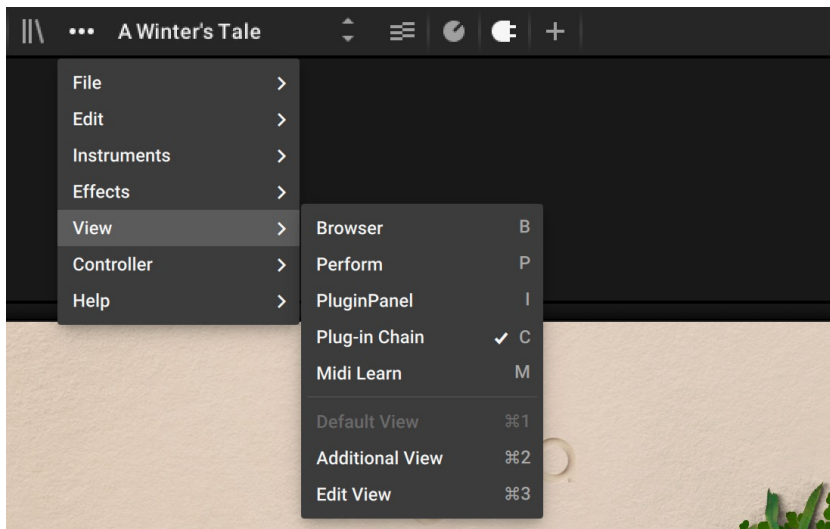 A Winter's Tale
File
Edit
Instruments
Effects
View
Controller
Help
Browser B
Perform P
PluginPanel I
Plug-in Chain ✓ C
Midi Learn M
Default View ⌘1
Additional View ⌘2
Edit View ⌘3